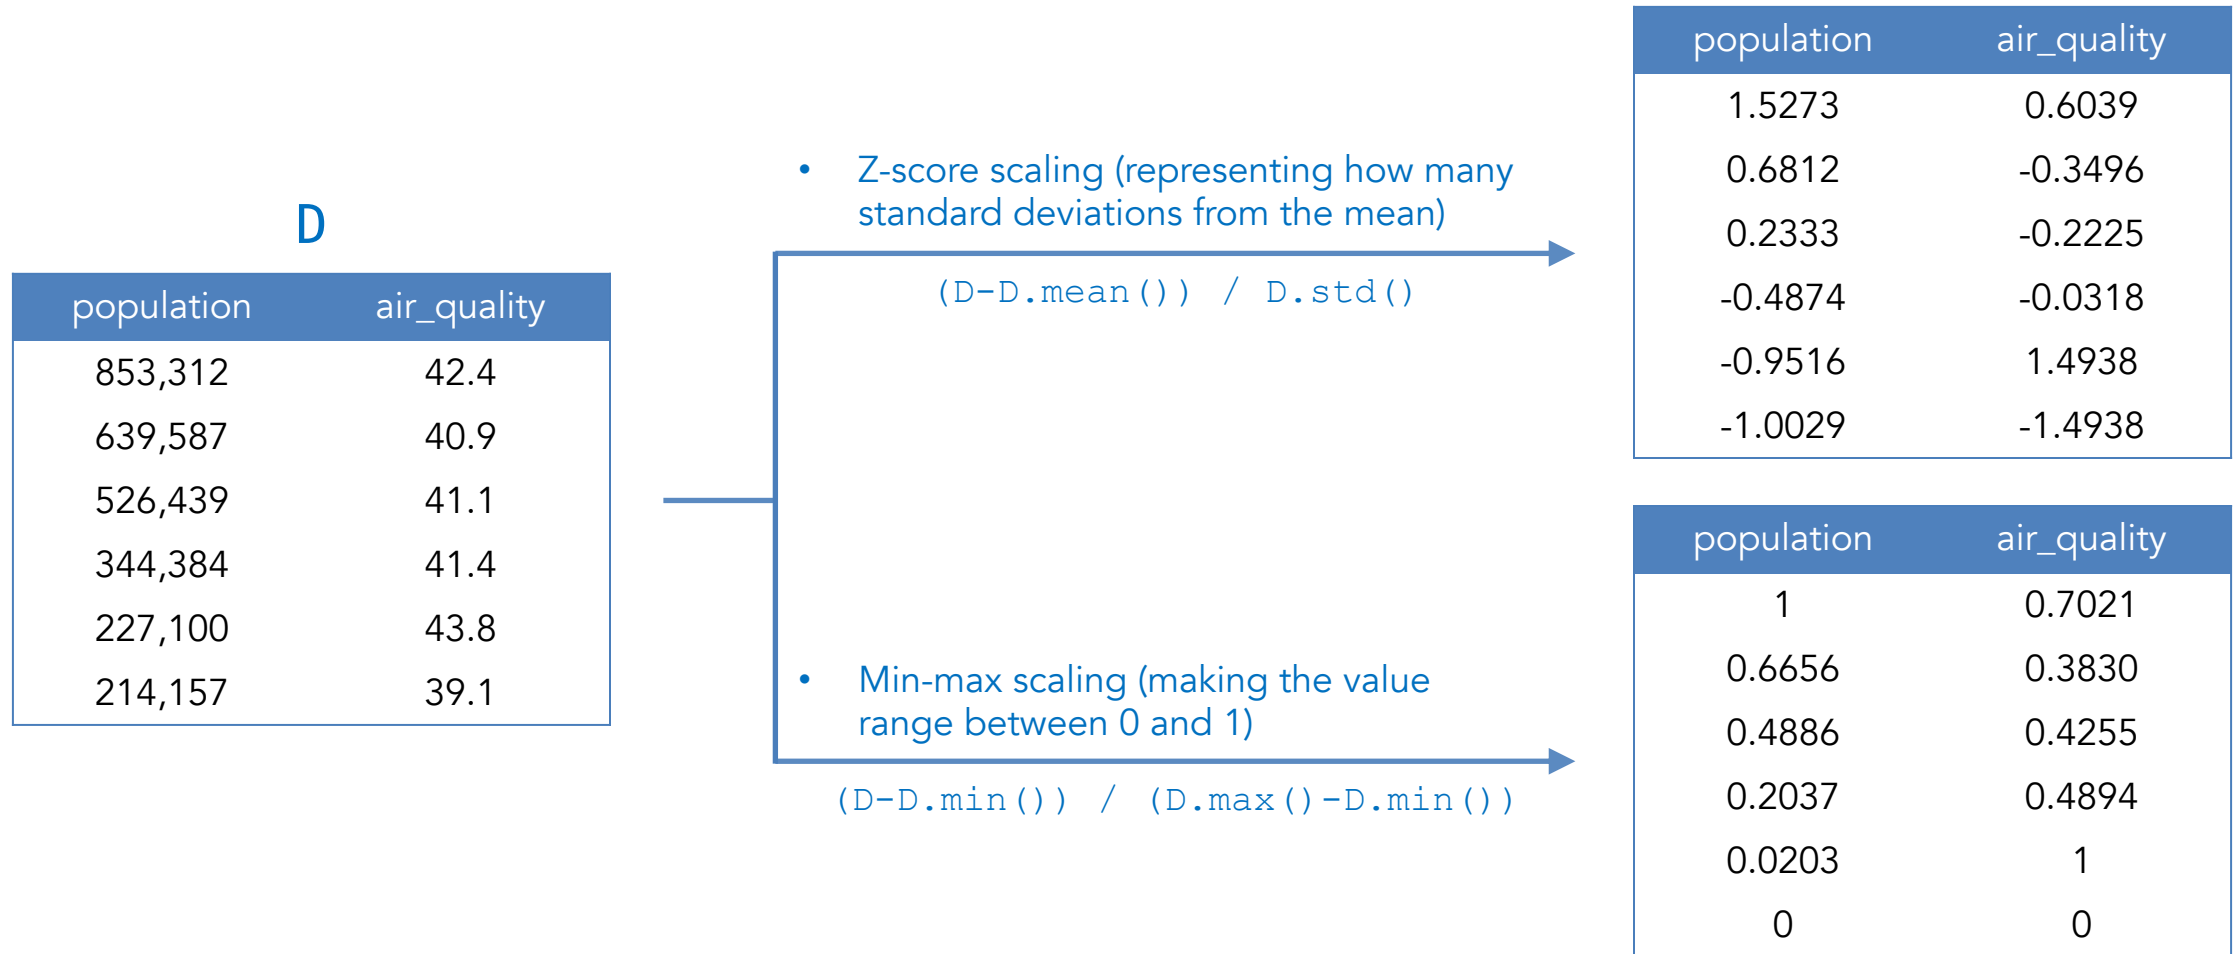 D
population air_quality
853,312 42.4
639,587 40.9
526,439 41.1
344,384 41.4
227,100 43.8
214,157 39.1
• Z-score scaling (representing how many
standard deviations from the mean)
(D-D.mean()) / D.std()
• Min-max scaling (making the value
range between 0 and 1)
(D-D.min()) / (D.max()-D.min())
population air_quality
1.5273 0.6039
0.6812 -0.3496
0.2333 -0.2225
-0.4874 -0.0318
-0.9516 1.4938
-1.0029 -1.4938
population air_quality
1 0.7021
0.6656 0.3830
0.4886 0.4255
0.2037 0.4894
0.0203 1
0 0